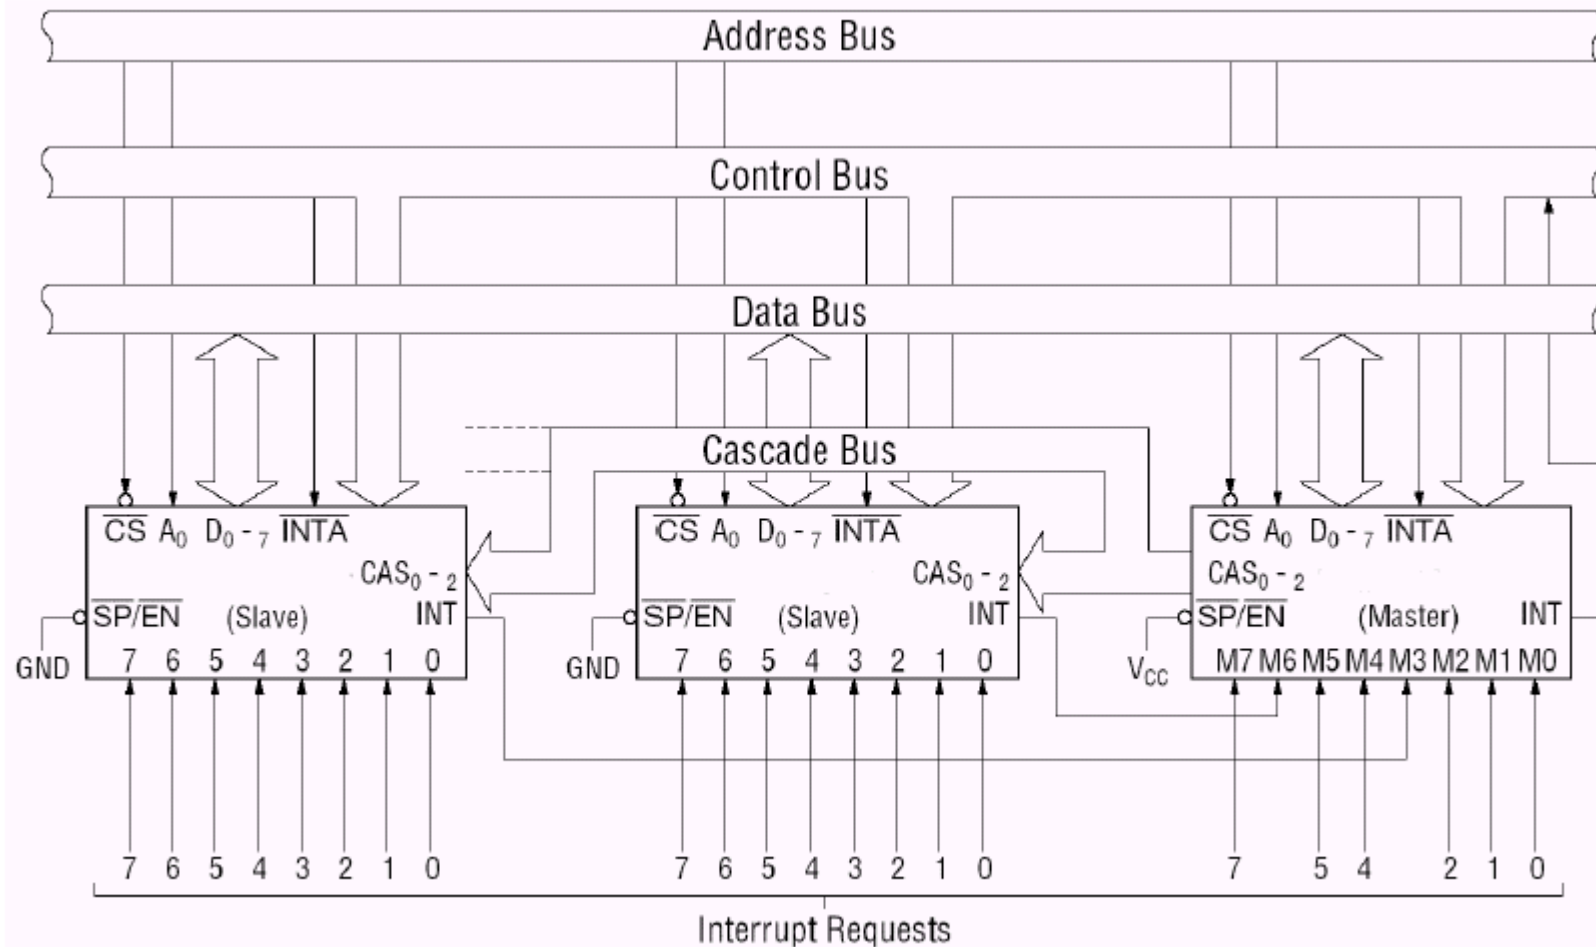 Address Bus
Control Bus
Data Bus
Cascade Bus
CS A0 D0 - 7 INTA
CAS0 - 2
SP/EN (Slave) INT
GND
7 6 5 4 3 2 1 0
CS A0 D0 - 7 INTA
CAS0 - 2
SP/EN (Slave) INT
GND
7 6 5 4 3 2 1 0
CS A0 D0 - 7 INTA
CAS0 - 2
SP/EN (Master) INT
VCC
M7 M6 M5 M4 M3 M2 M1 M0
7 6 5 4 3 2 1 0
7 6 5 4 3 2 1 0
7 5 4 2 1 0
Interrupt Requests